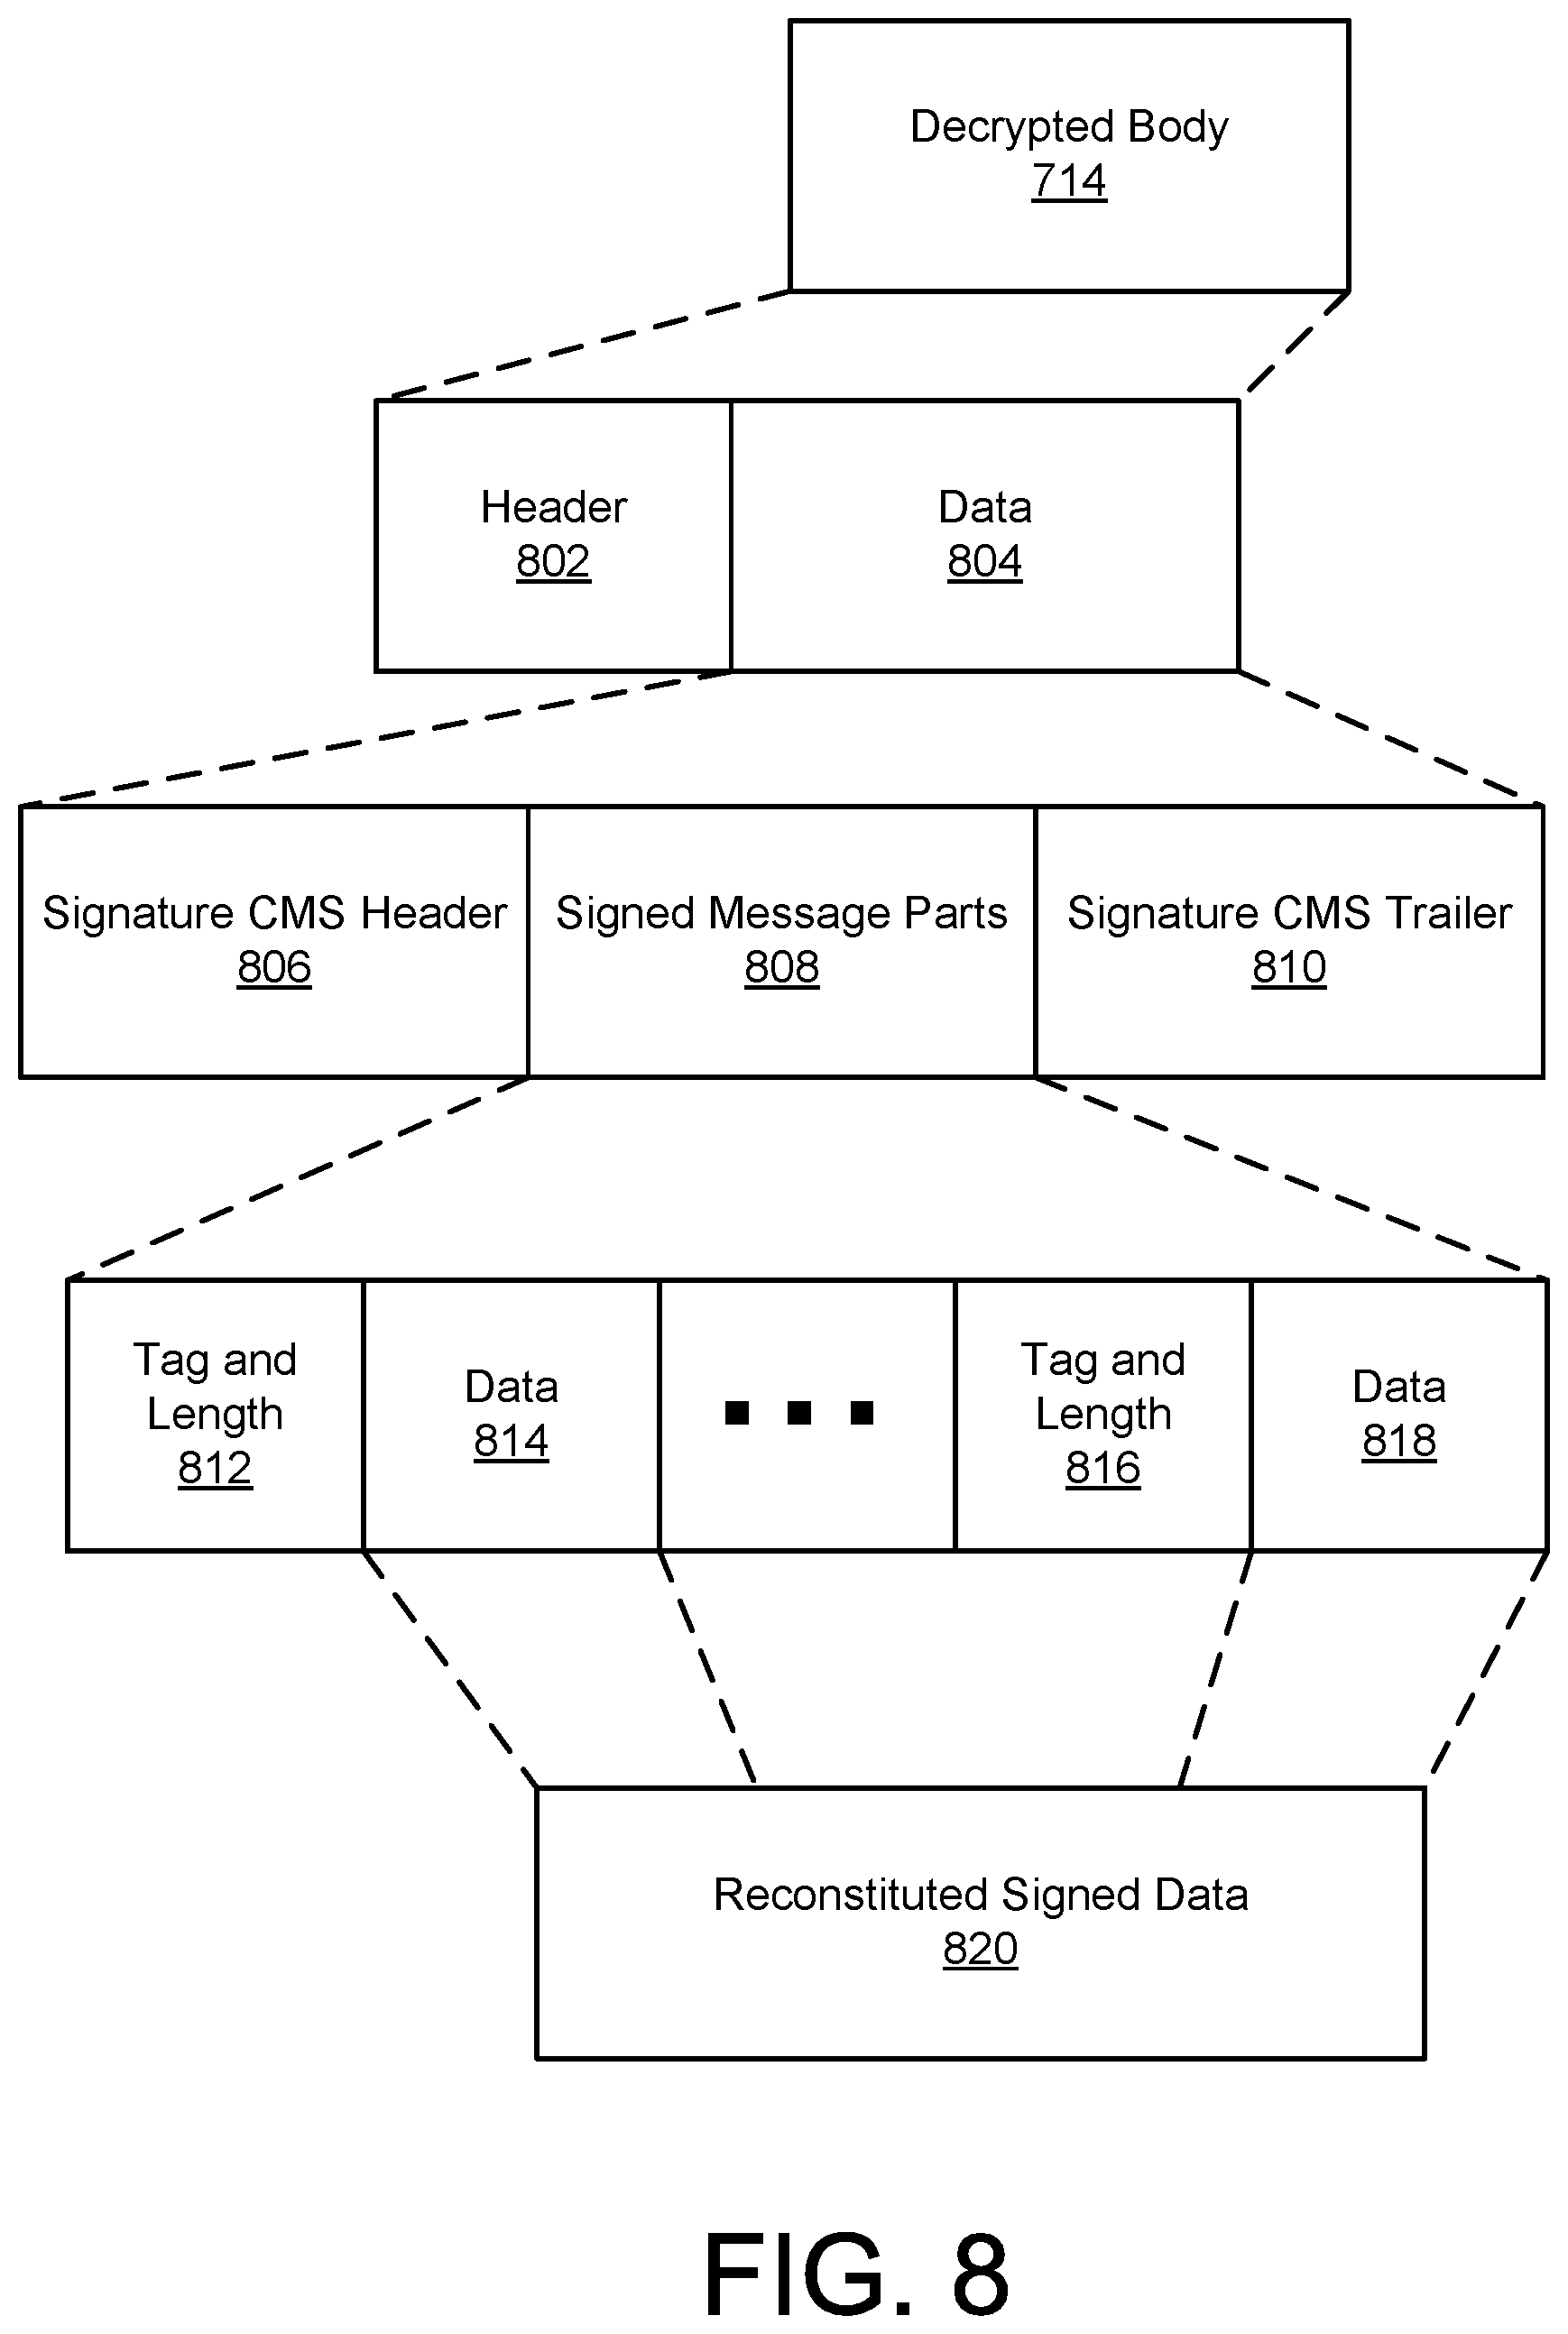 Decrypted Body
714
Header
802
Data
804
Signature CMS Header
806
Signed Message Parts
808
Signature CMS Trailer
810
Tag and
Length
812
Data
814
Tag and
Length
816
Data
818
Reconstituted Signed Data
820
FIG. 8